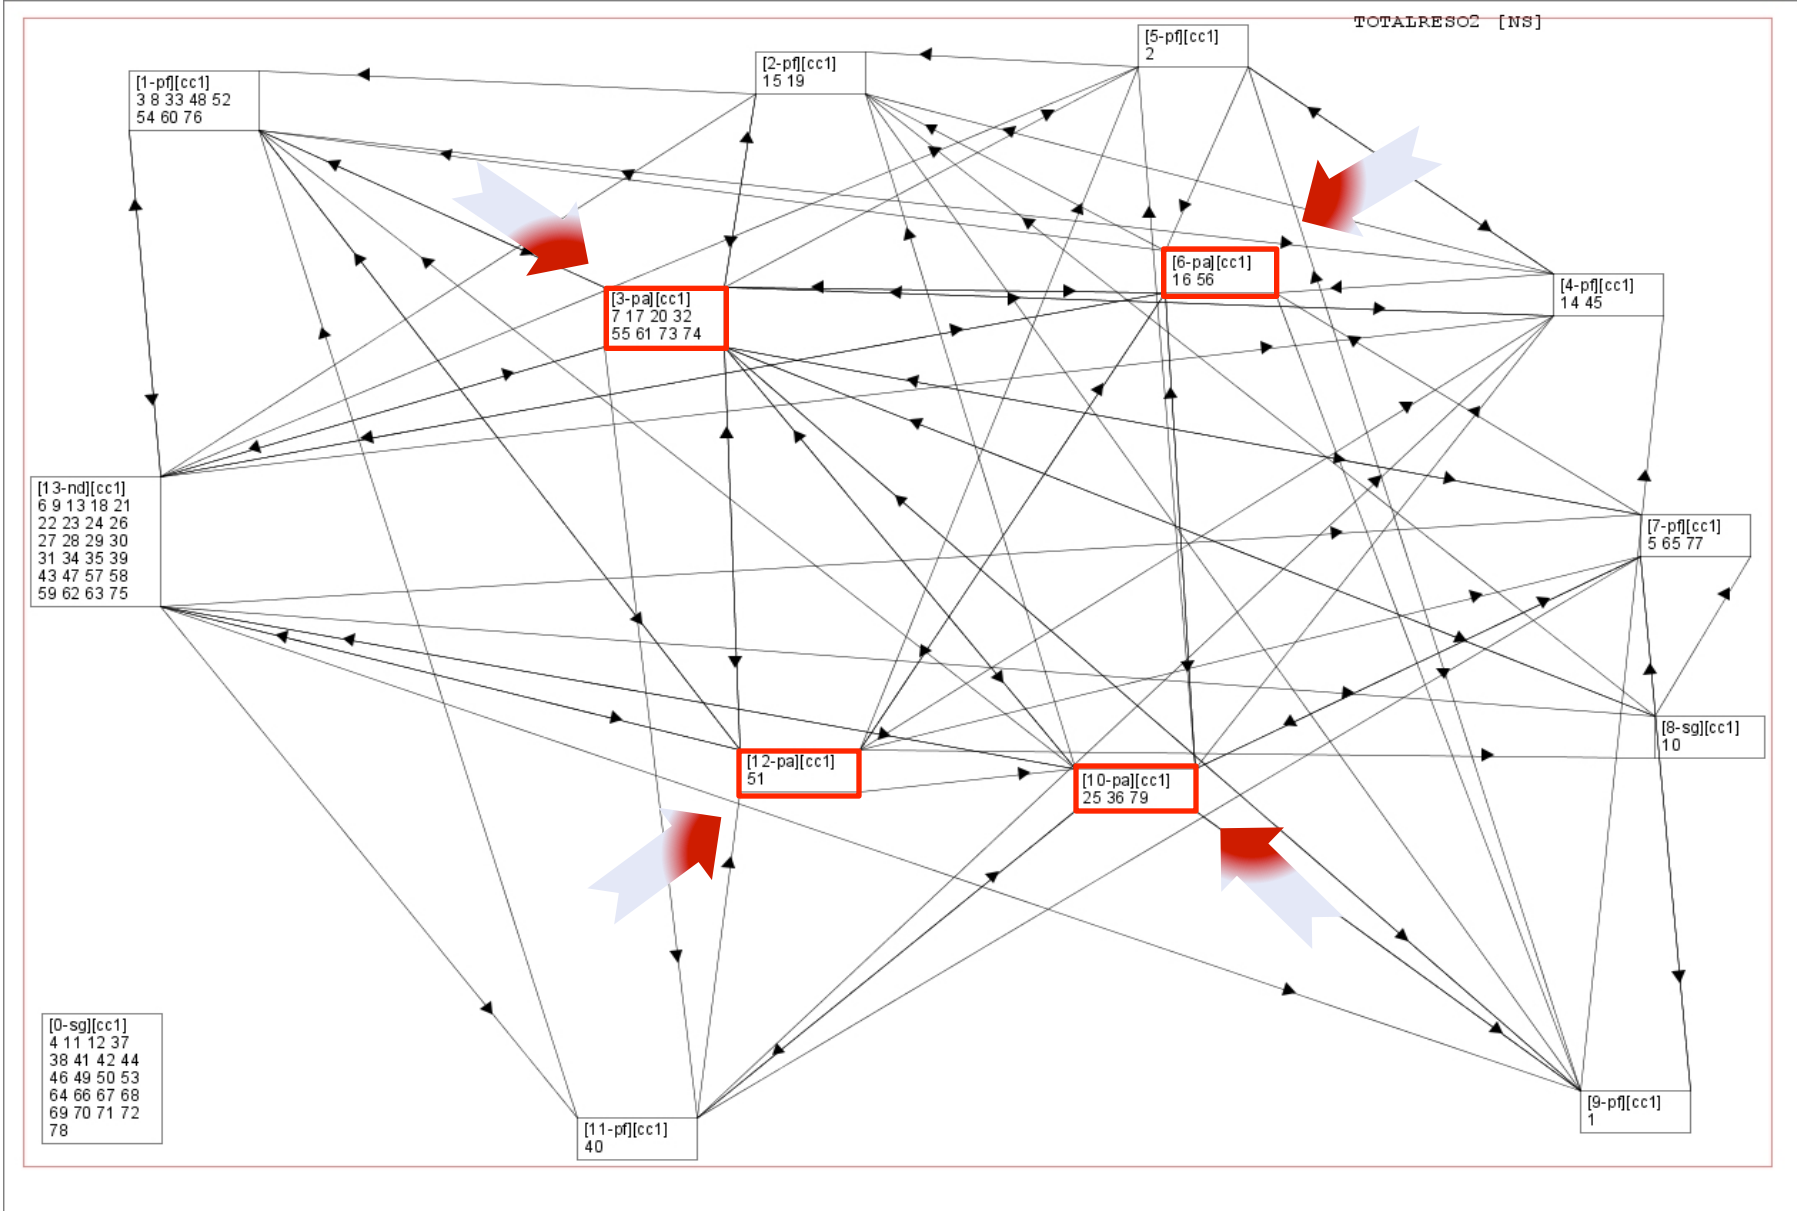 TOTALRESO2 [NS]
[5-pf][cc1]
2
[2-pf][cc1]
15 19
[1-pf][cc1]
3 8 33 48 52
54 60 76
[6-pa][cc1]
16 56
[4-pf][cc1]
14 45
[3-pa][cc1]
7 17 20 32
55 61 73 74
[13-nd][cc1]
6 9 13 18 21
22 23 24 26
27 28 29 30
31 34 35 39
43 47 57 58
59 62 63 75
[7-pf][cc1]
5 65 77
[8-sg][cc1]
10
[12-pa][cc1]
51
[10-pa][cc1]
25 36 79
[0-sg][cc1]
4 11 12 37
38 41 42 44
46 49 50 53
64 66 67 68
69 70 71 72
78
[11-pf][cc1]
40
[9-pf][cc1]
1